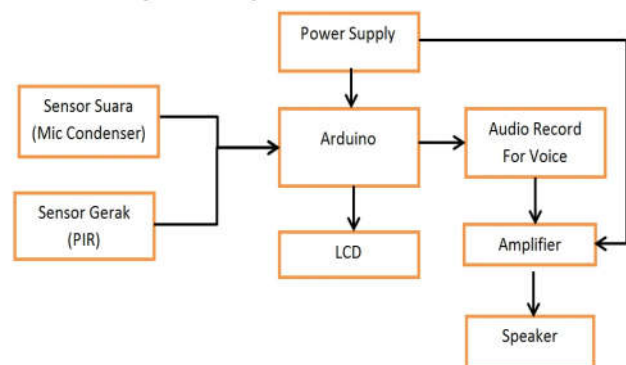 Power Supply
Sensor Suara
(Mic Condenser)
Arduino
Audio Record
For Voice
Sensor Gerak
(PIR)
LCD
Amplifier
Speaker